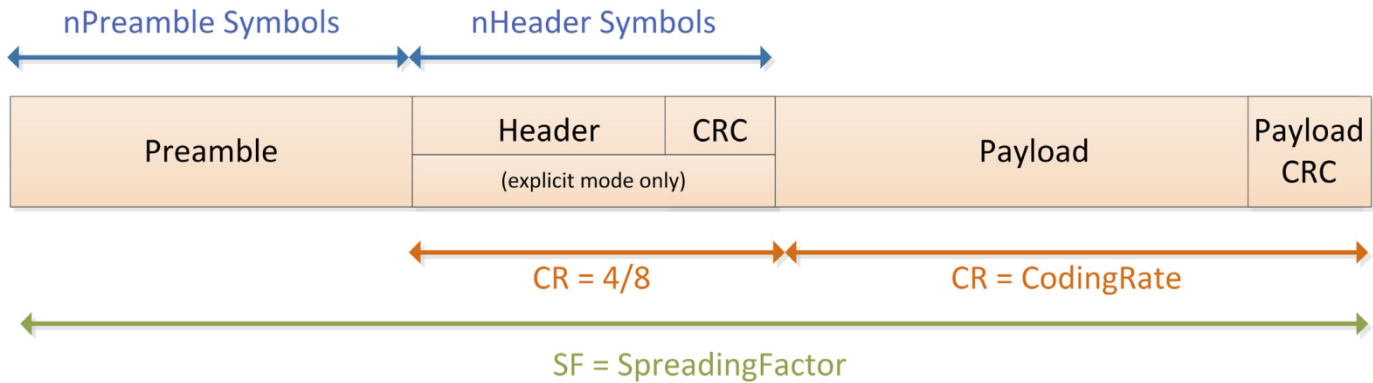 nPreamble Symbols
nHeader Symbols
Preamble
Header
CRC
(explicit mode only)
Payload
Payload
CRC
CR = 4/8
CR = CodingRate
SF = SpreadingFactor